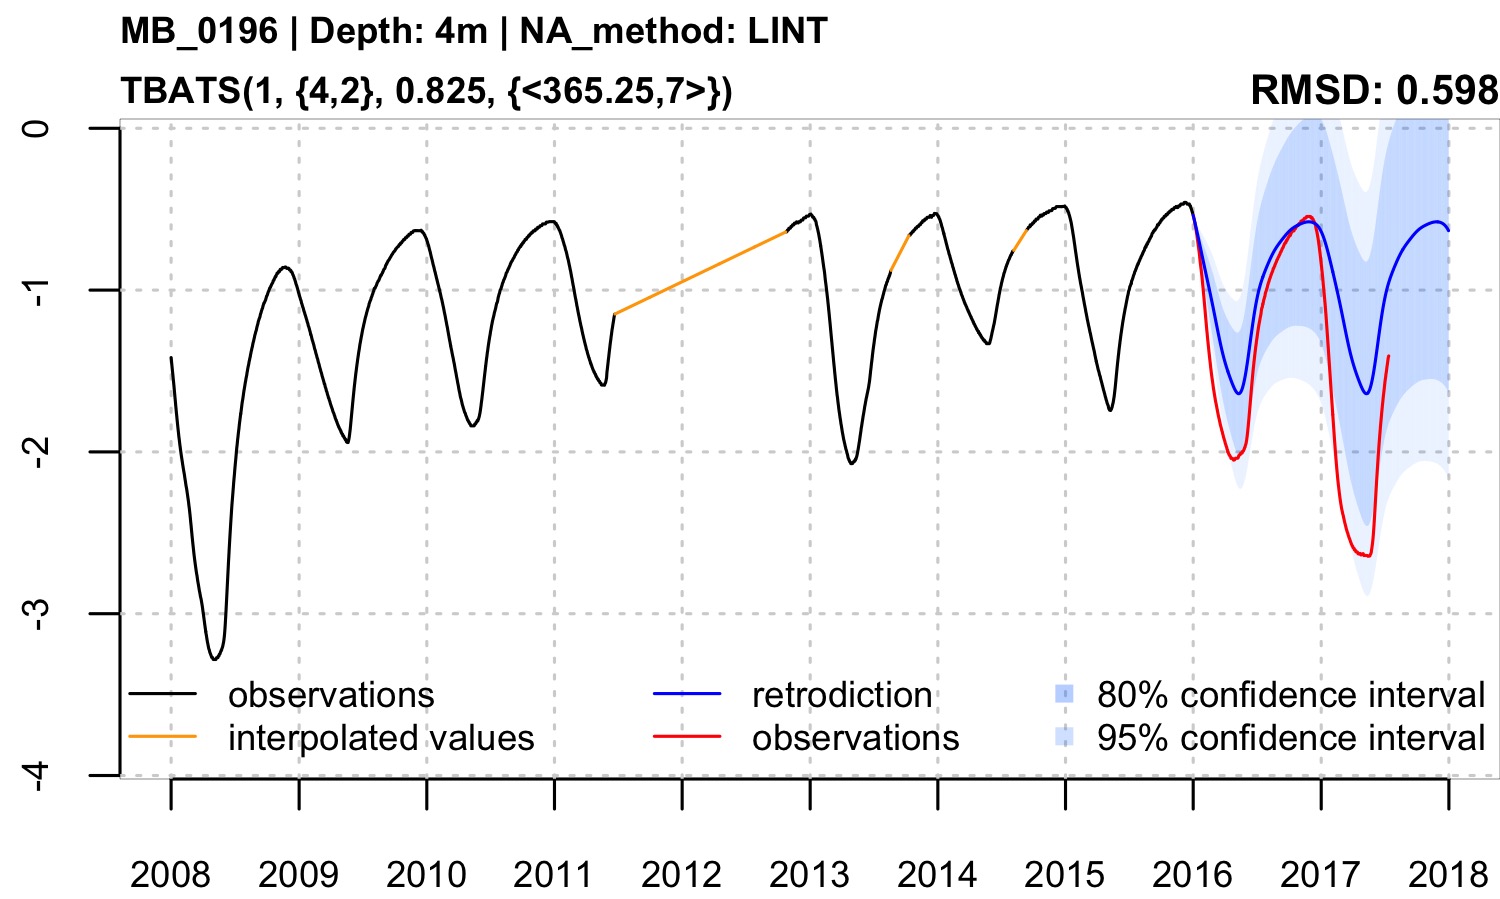 MB_0196 | Depth: 4m | NA_method: LINT
TBATS(1, {4,2}, 0.825, {<365.25,7>})
RMSD: 0.598
0
-1
-2
-3
-4
observations
interpolated values
retrodiction
observations
80% confidence interval
95% confidence interval
2008 2009 2010 2011 2012 2013 2014 2015 2016 2017 2018